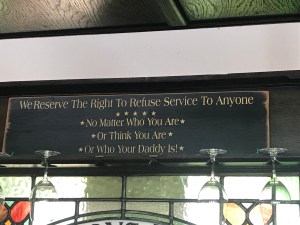 We Reserve The Right To Refuse Service To Anyone
★ ★ ★ ★ ★
★No Matter Who You Are★
★Or Think You Are★
★Or Who Your Daddy Is!★